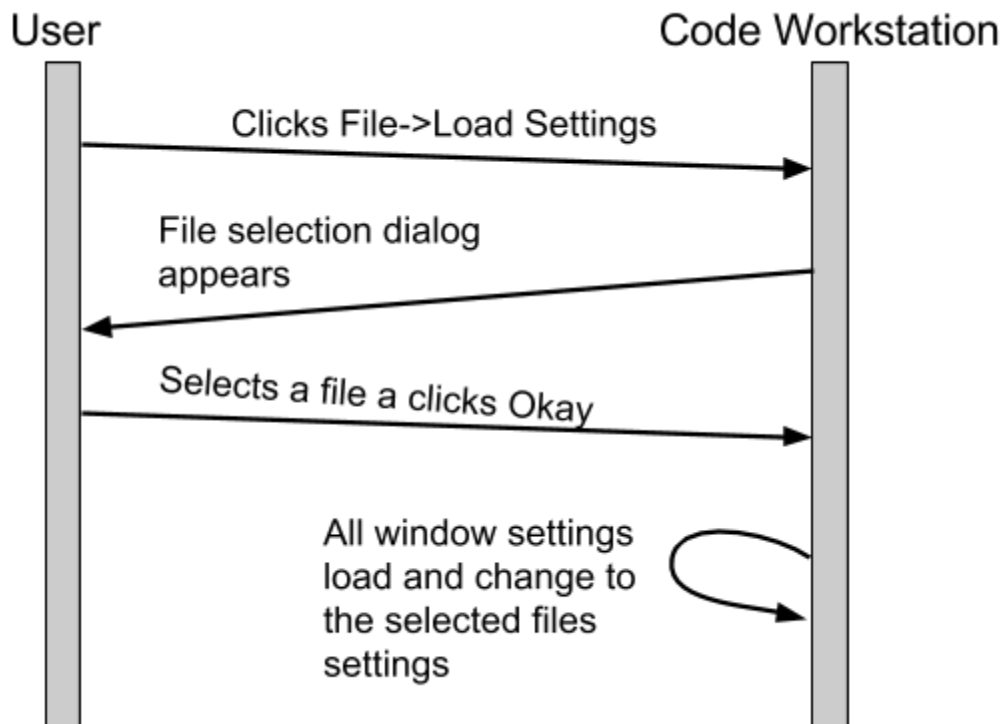 User
Code Workstation
Clicks File->Load Settings
File selection dialog
appears
Selects a file a clicks Okay
All window settings
load and change to
the selected files
settings